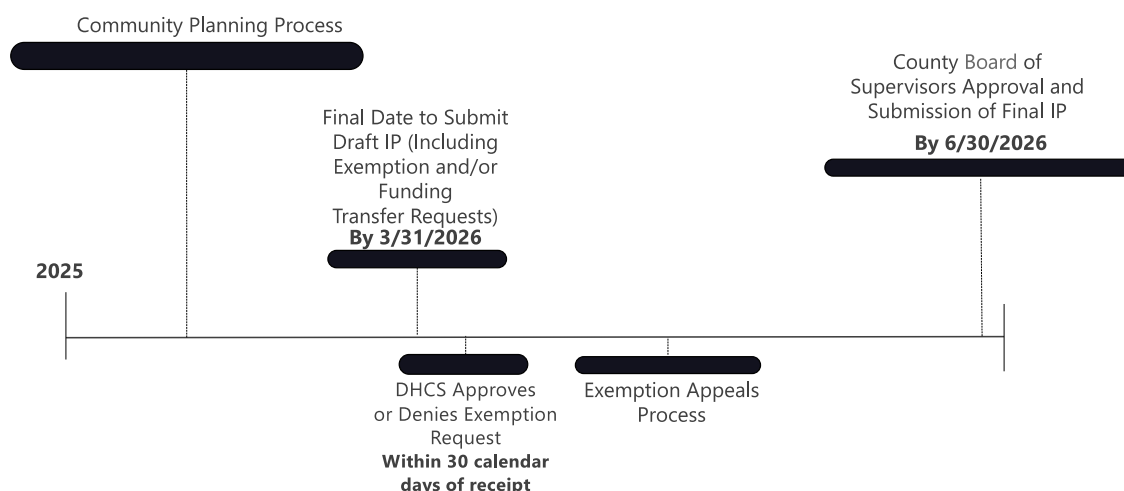 Community Planning Process
County Board of
Supervisors Approval and
Submission of Final IP
By 6/30/2026
Final Date to Submit
Draft IP (Including
Exemption and/or
Funding
Transfer Requests)
By 3/31/2026
2025
DHCS Approves
or Denies Exemption
Request
Within 30 calendar
days of receipt
Exemption Appeals
Process